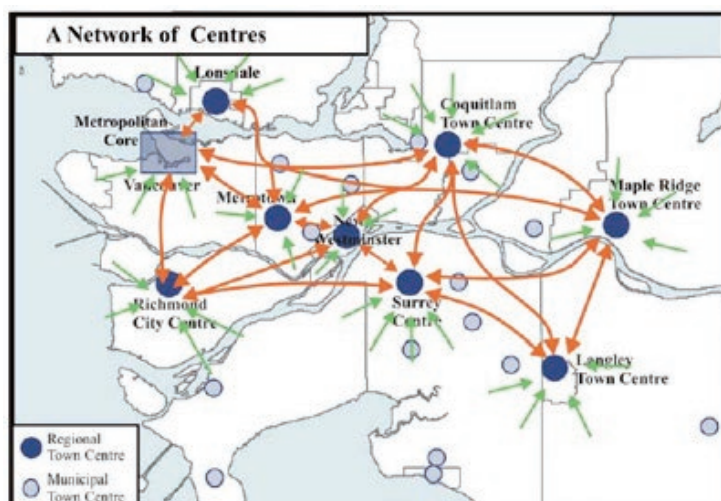 A Network of Centres
Lonsdale
Metropolitan
Core
Vancouver
Coquitlam
Town Centre
Metrotown
New
Westminster
Maple Ridge
Town Centre
Richmond
City Centre
Surrey
Centre
Langley
Town Centre
Regional
Town Centre
Municipal
Town Centre